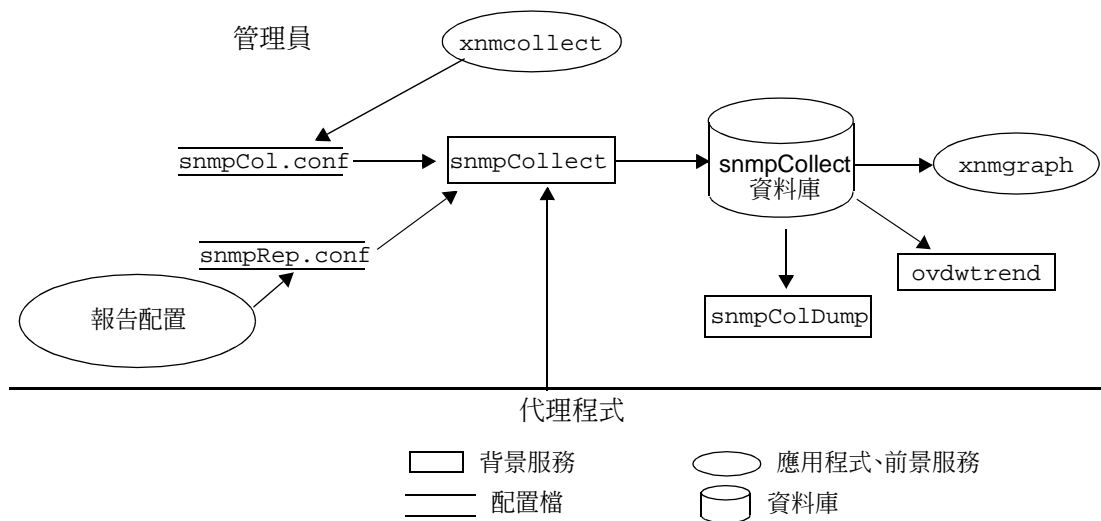 管理員
xnmcollect
snmpCol.conf
snmpCollect
snmpCollect
資料庫
xnmgraph
snmpRep.conf
ovdwtrend
報告配置
snmpColDump
代理程式
背景服務
應用程式、前景服務
配置檔
資料庫